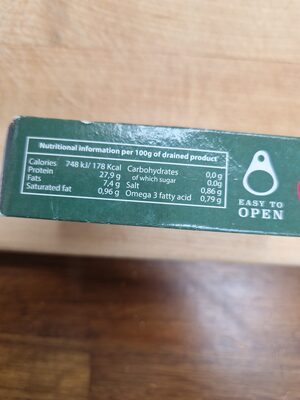 Nutritional information per 100g of drained product
Calories 748 kJ/ 178 Kcal
Protein 27,9 g
Fats 7,4 g
Saturated fat 0,96 g
Carbohydrates 0,0 g
of which sugar 0,0g
Salt 0,86 g
Omega 3 fatty acid 0,79 g
EASY TO
OPEN